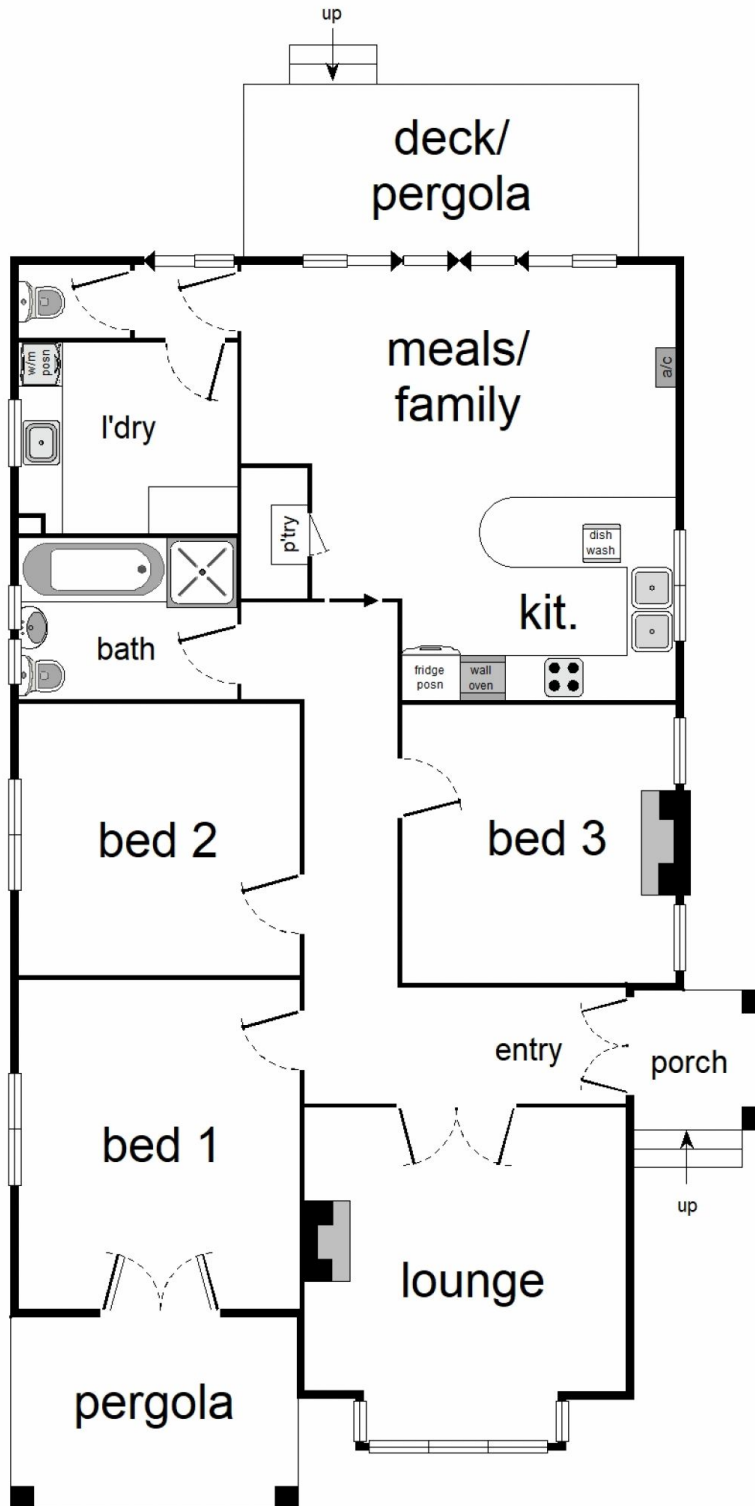 up
deck/
pergola
meals/
family
a/c
w/m
posn
l'dry
p'try
dish
wash
kit.
bath
fridge
posn
wall
oven
bed 2
bed 3
entry
porch
bed 1
up
lounge
pergola